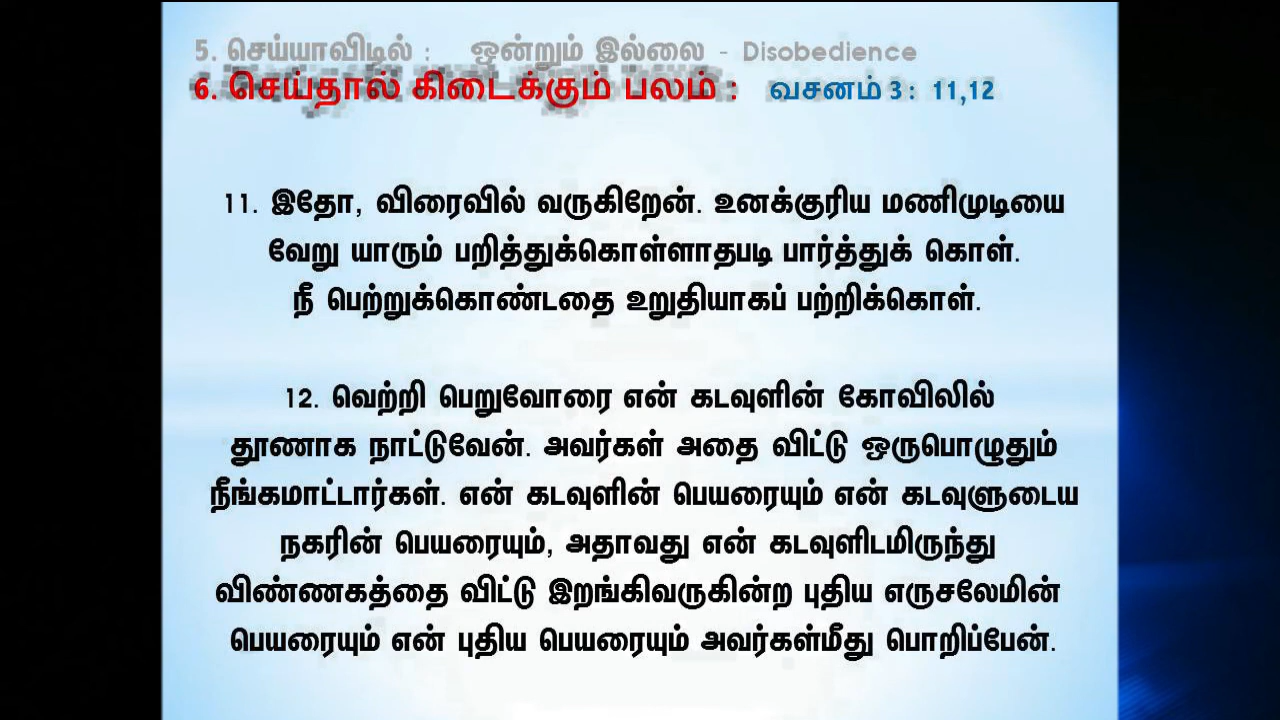 5. செய்யாவிடில் : ஒன்றும் இல்லை - Disobedience
6. செய்தால் கிடைக்கும் பலம் : வசனம் 3 : 11,12
11. இதோ, விரைவில் வருகிறேன். உனக்குரிய மணிமுடியை
வேறு யாரும் பறித்துக்கொள்ளாதபடி பார்த்துக் கொள்.
நீ பெற்றுக்கொண்டதை உறுதியாகப் பற்றிக்கொள்.
12. வெற்றி பெறுவோரை என் கடவுளின் கோவிலில்
தூணாக நாட்டுவேன். அவர்கள் அதை விட்டு ஒருபொழுதும்
நீங்கமாட்டார்கள். என் கடவுளின் பெயரையும் என் கடவுளுடைய
நகரின் பெயரையும், அதாவது என் கடவுளிடமிருந்து
விண்ணகத்தை விட்டு இறங்கிவருகின்ற புதிய எருசலேமின்
பெயரையும் என் புதிய பெயரையும் அவர்கள்மீது பொறிப்பேன்.